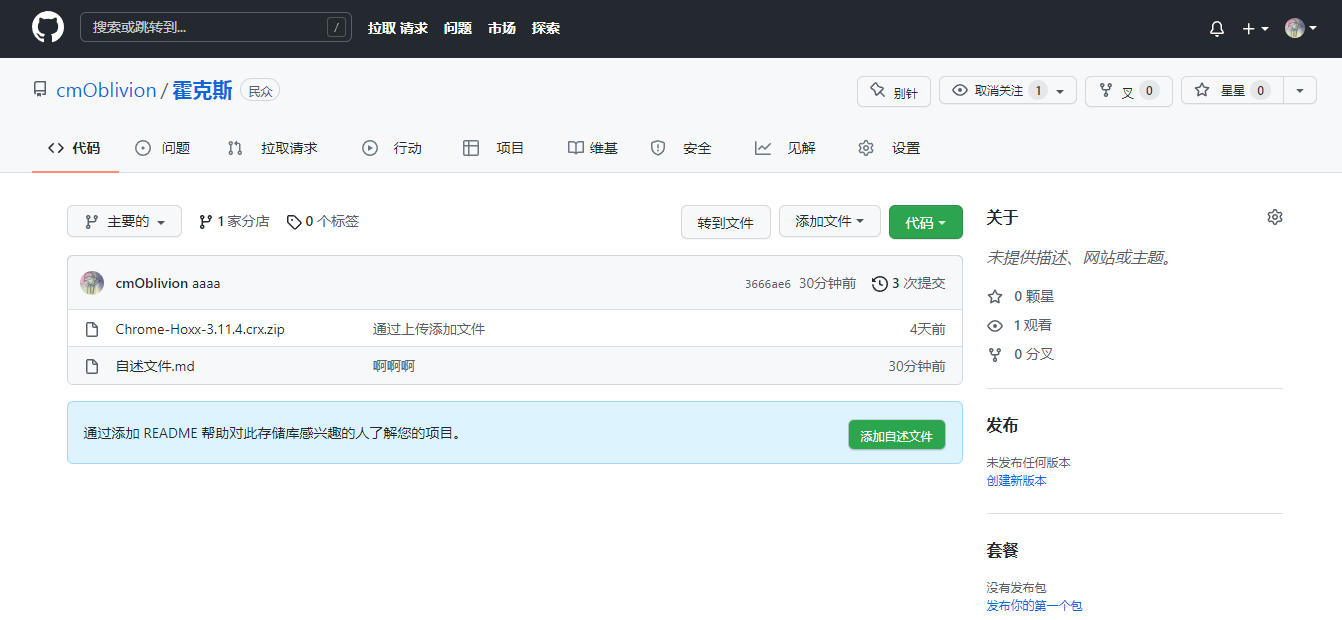 搜索或跳转到... /
拉取 请求 问题 市场 探索
cmOblivion / 霍克斯 民众
别针 取消关注 1 叉 0 星星 0
代码 问题 拉取请求 行动 项目 维基 安全 见解 设置
主要的 1 家分店 0 个标签 转到文件 添加文件 代码
cmOblivion aaaa 3666ae6 30分钟前 3 次提交
Chrome-Hoxx-3.11.4.crx.zip 通过上传添加文件 4天前
自述文件.md 啊啊啊 30分钟前
通过添加 README 帮助对此存储库感兴趣的人了解您的项目。 添加自述文件
关于
未提供描述、网站或主题。
0 颗星
1 观看
0 分叉
发布
未发布任何版本
创建新版本
套餐
没有发布包
发布你的第一个包